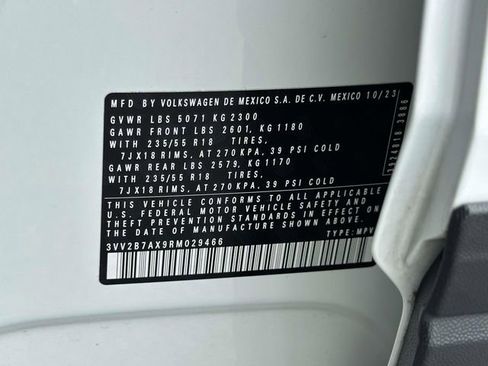 MFD BY VOLKSWAGEN DE MEXICO S.A. DE C.V. MEXICO 10/23
GVWR LBS 5071 KG 2300
GAWR FRONT LBS 2601, KG 1180
WITH 235/55 R18 TIRES,
7JX18 RIMS, AT 270 KPA, 39 PSI COLD
GAWR REAR LBS 2579, KG 1170
WITH 235/55 R18 TIRES,
7JX18 RIMS, AT 270 KPA, 39 PSI COLD
THIS VEHICLE CONFORMS TO ALL APPLICABLE
U.S. FEDERAL MOTOR VEHICLE SAFETY AND
THEFT PREVENTION STANDARDS IN EFFECT ON
THE DATE OF MANUFACTURE SHOWN ABOVE
3VV2B7AX9RM029466 TYPE: MPV